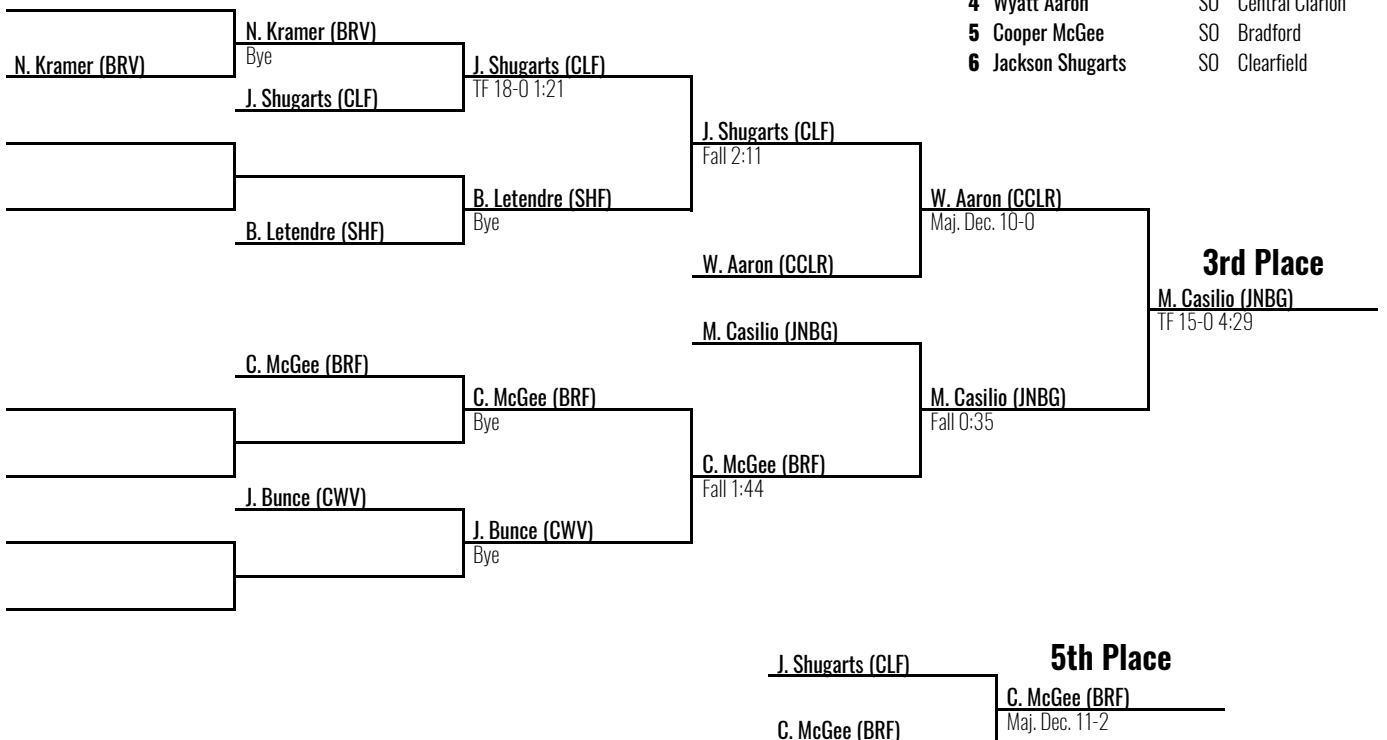 4 Wyatt Aaron SO Central Clarion
5 Cooper McGee SO Bradford
6 Jackson Shugarts SO Clearfield
N. Kramer (BRV)
N. Kramer (BRV)
Bye
J. Shugarts (CLF)
J. Shugarts (CLF)
TF 18-0 1:21
J. Shugarts (CLF)
Fall 2:11
B. Letendre (SHF)
Bye
B. Letendre (SHF)
W. Aaron (CCLR)
Maj. Dec. 10-0
W. Aaron (CCLR)
3rd Place
M. Casilio (JNBG)
TF 15-0 4:29
M. Casilio (JNBG)
C. McGee (BRF)
C. McGee (BRF)
Bye
M. Casilio (JNBG)
Fall 0:35
C. McGee (BRF)
Fall 1:44
J. Bunce (CWV)
J. Bunce (CWV)
Bye
5th Place
J. Shugarts (CLF)
C. McGee (BRF)
Maj. Dec. 11-2
C. McGee (BRF)